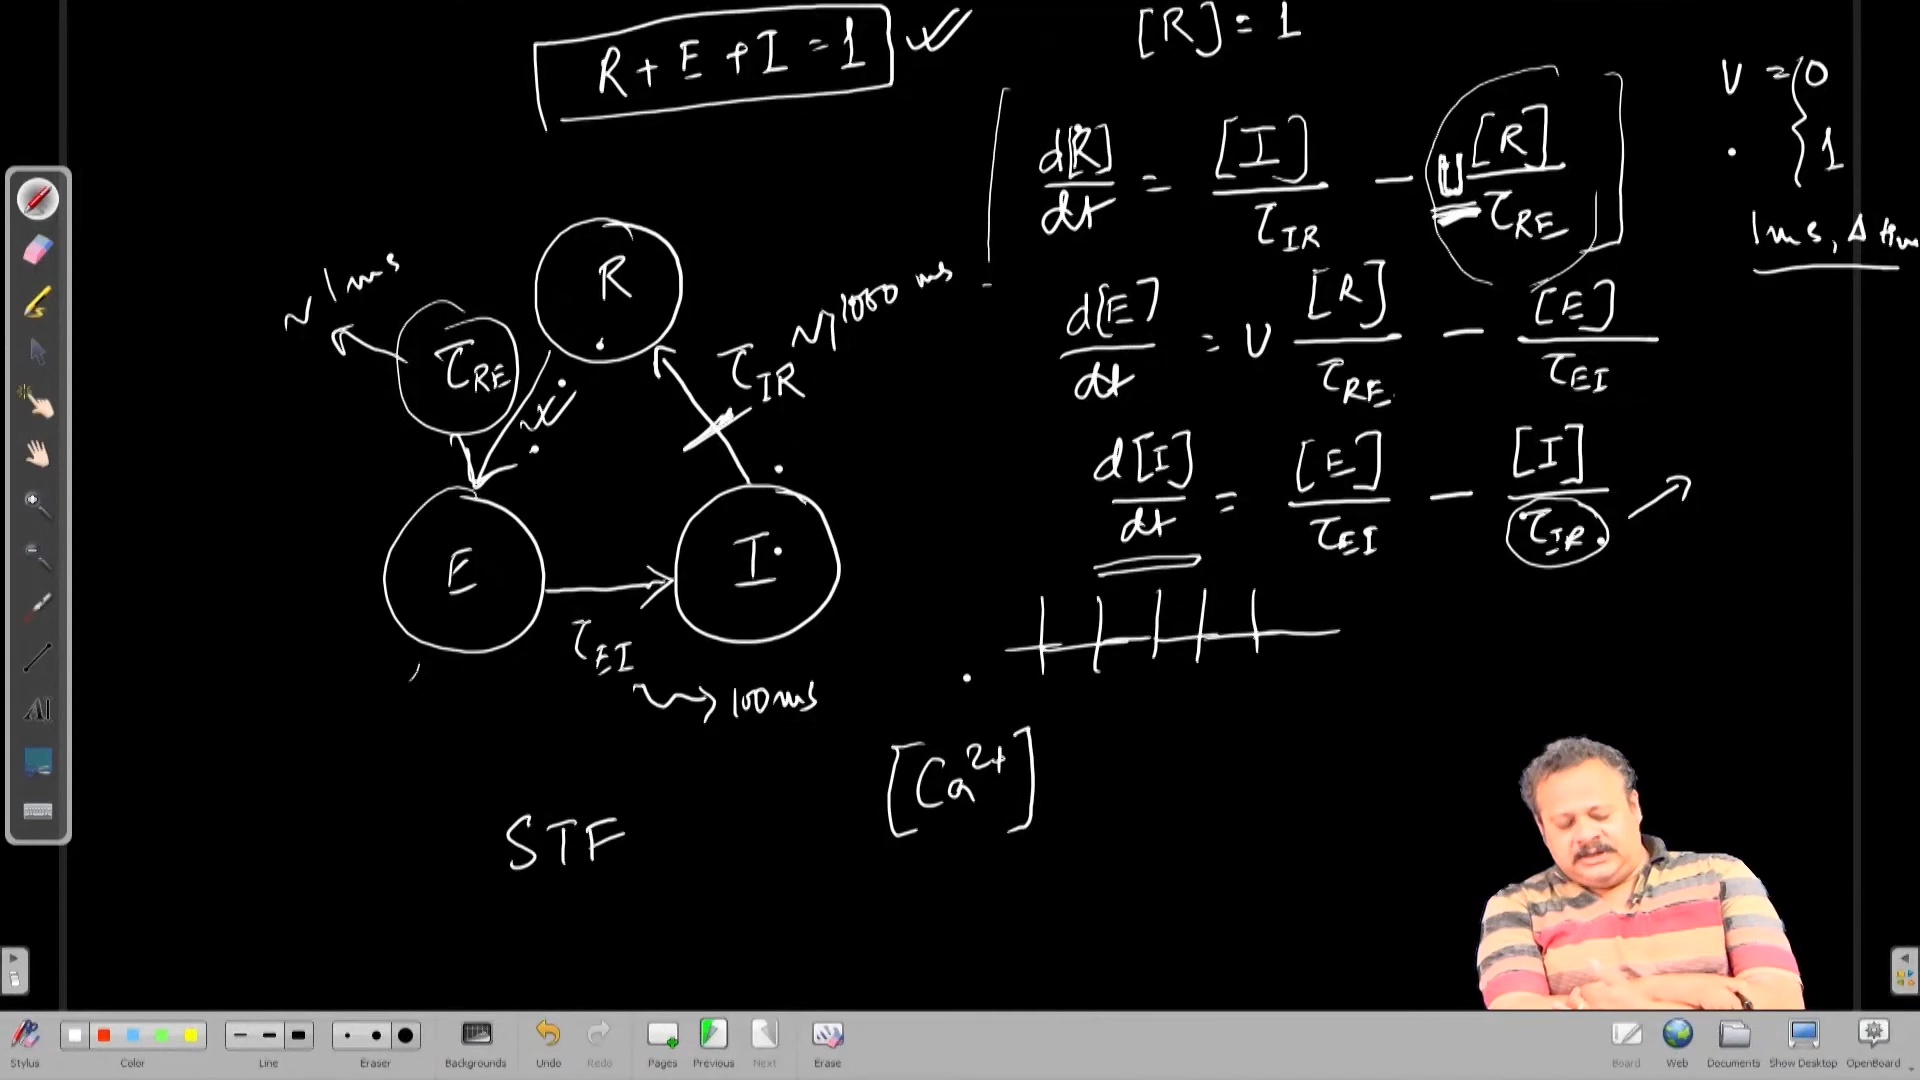 R + E + I = 1
[R] = 1
U = { 0
1
d[R]/dt = [I]/τIR − U [R]/τRE
1ms, Δ
R
~1ms
τRE
τIR ~1000 ms
d[E]/dt = U [R]/τRE − [E]/τEI
d[I]/dt = [E]/τEI − [I]/τIR
E
I
τEI
100ms
[Ca2+]
STF
Stylus
Color
Line
Eraser
Backgrounds
Undo
Redo
Pages
Previous
Next
Erase
Board
Web
Documents
Show Desktop
OpenBoard